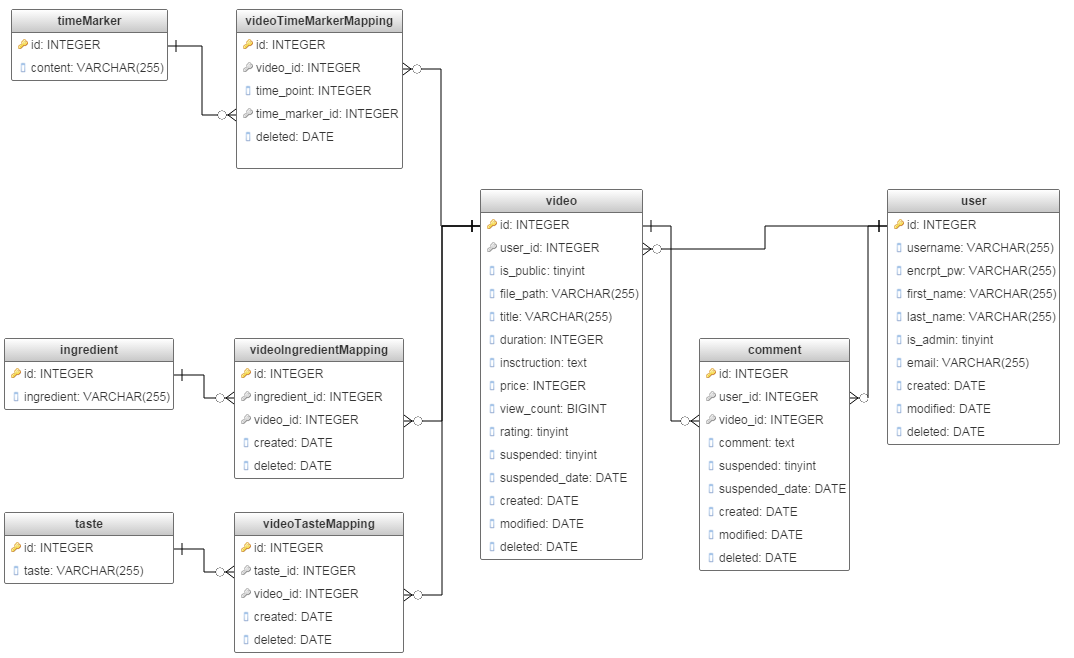 timeMarker
id: INTEGER
content: VARCHAR(255)
videoTimeMarkerMapping
id: INTEGER
video_id: INTEGER
time_point: INTEGER
time_marker_id: INTEGER
deleted: DATE
video
id: INTEGER
user_id: INTEGER
is_public: tinyint
file_path: VARCHAR(255)
title: VARCHAR(255)
duration: INTEGER
insctruction: text
price: INTEGER
view_count: BIGINT
rating: tinyint
suspended: tinyint
suspended_date: DATE
created: DATE
modified: DATE
deleted: DATE
user
id: INTEGER
username: VARCHAR(255)
encrpt_pw: VARCHAR(255)
first_name: VARCHAR(255)
last_name: VARCHAR(255)
is_admin: tinyint
email: VARCHAR(255)
created: DATE
modified: DATE
deleted: DATE
ingredient
id: INTEGER
ingredient: VARCHAR(255)
videoIngredientMapping
id: INTEGER
ingredient_id: INTEGER
video_id: INTEGER
created: DATE
deleted: DATE
comment
id: INTEGER
user_id: INTEGER
video_id: INTEGER
comment: text
suspended: tinyint
suspended_date: DATE
created: DATE
modified: DATE
deleted: DATE
taste
id: INTEGER
taste: VARCHAR(255)
videoTasteMapping
id: INTEGER
taste_id: INTEGER
video_id: INTEGER
created: DATE
deleted: DATE